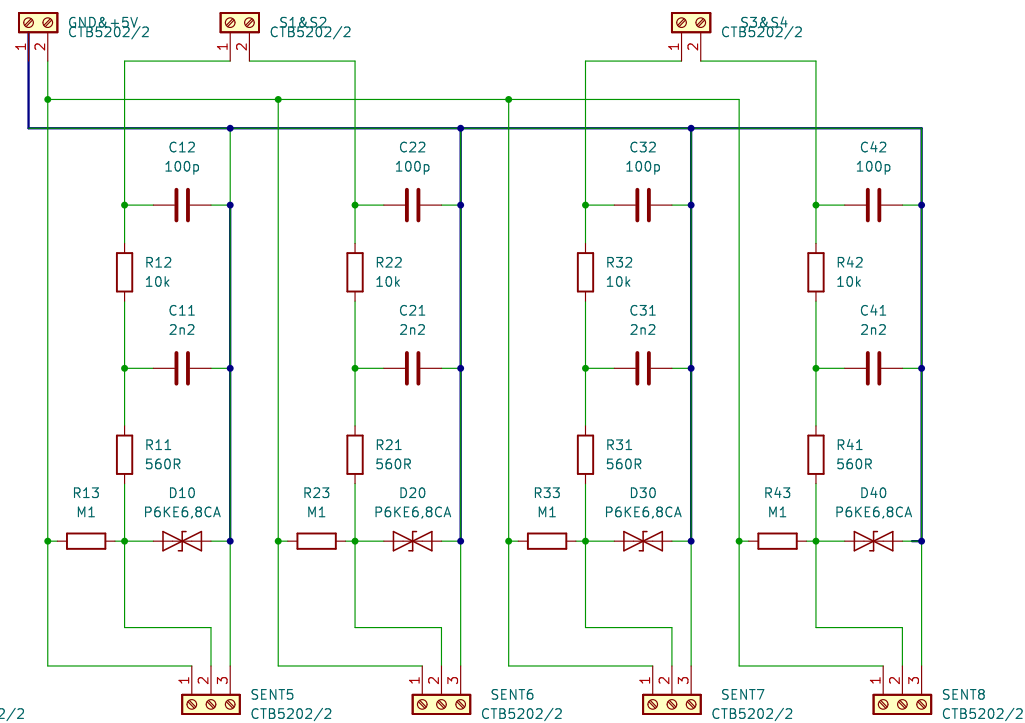 GND&+5V
CTB5202/2
S1&S2
CTB5202/2
S3&S4
CTB5202/2
1
2
1
2
1
2
C12
100p
C22
100p
C32
100p
C42
100p
R12
10k
R22
10k
R32
10k
R42
10k
C11
2n2
C21
2n2
C31
2n2
C41
2n2
R11
560R
R21
560R
R31
560R
R41
560R
R13
M1
D10
P6KE6,8CA
R23
M1
D20
P6KE6,8CA
R33
M1
D30
P6KE6,8CA
R43
M1
D40
P6KE6,8CA
1
2
3
1
2
3
1
2
3
1
2
3
2/2
SENT5
CTB5202/2
SENT6
CTB5202/2
SENT7
CTB5202/2
SENT8
CTB5202/2